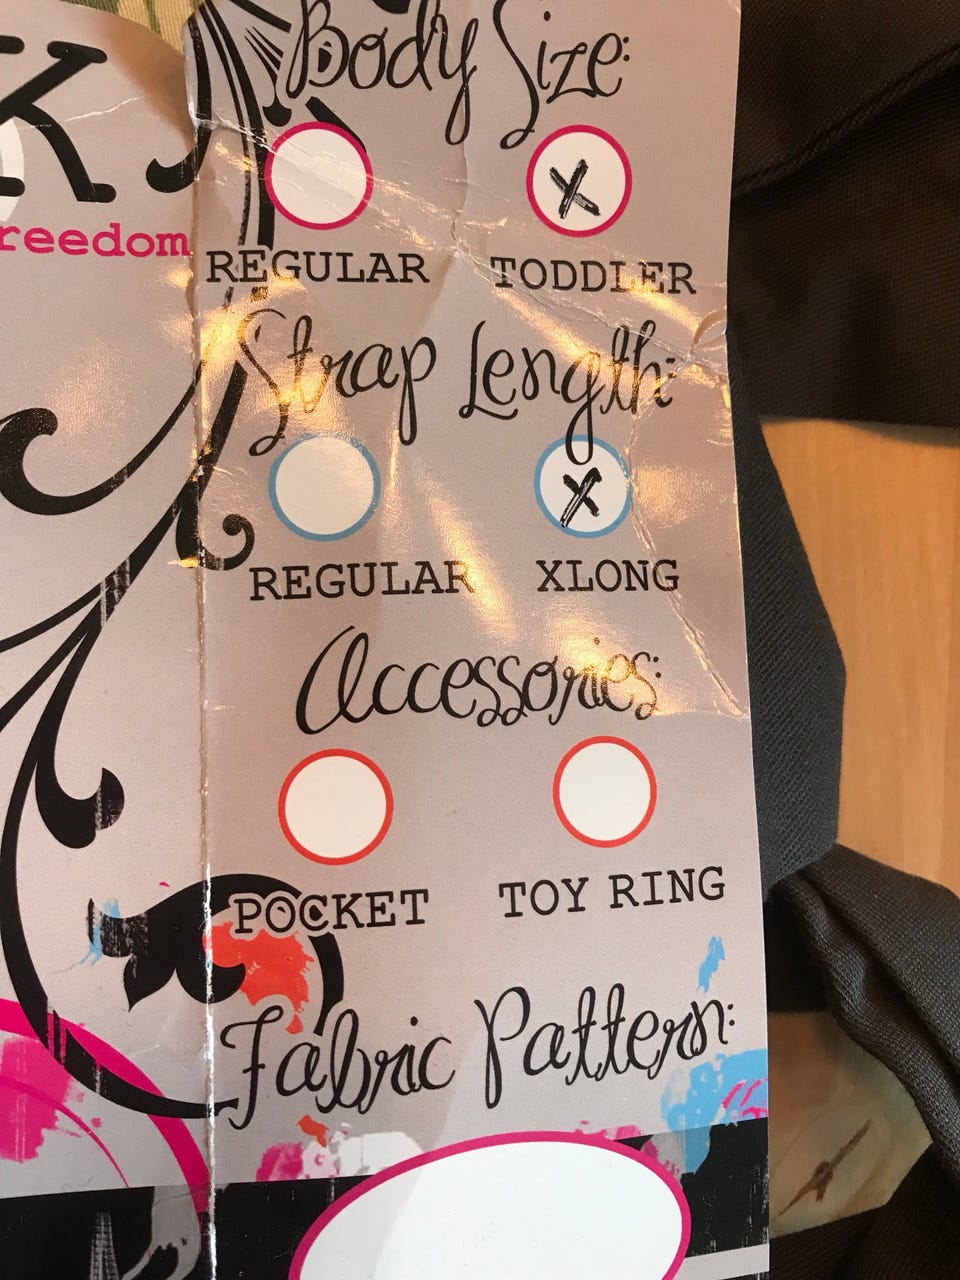 Body Size:
K
reedom
X
REGULAR TODDLER
Strap Length:
X
REGULAR XLONG
Accessories:
POCKET TOY RING
Fabric Pattern: